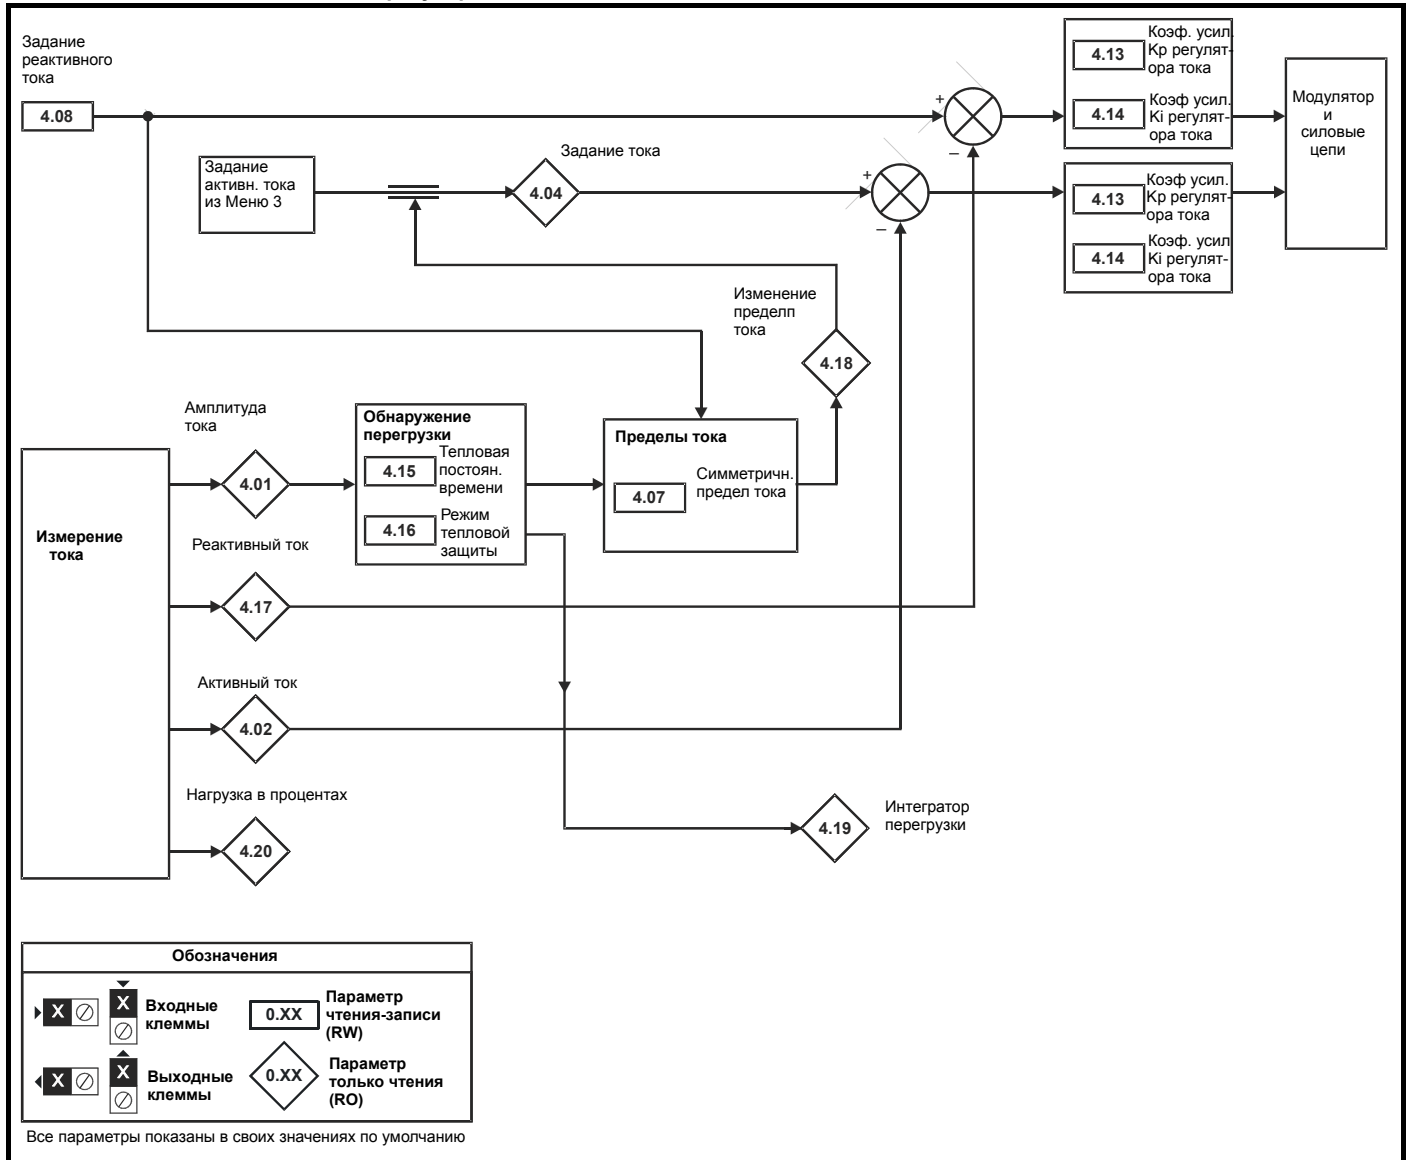 Задание
реактивного
тока
4.08
Задание
активн. тока
из Меню 3
Задание тока
4.04
+
–
+
–
Коэф. усил.
Kp регулят-
ора тока
4.13
Коэф усил.
Ki регулят-
ора тока
4.14
Коэф усил.
Kp регулят-
ора тока
4.13
Коэф. усил
Ki регулят-
ора тока
4.14
Модулятор
и
силовые
цепи
Изменение
пределп
тока
4.18
Амплитуда
тока
4.01
Обнаружение
перегрузки
4.15
Тепловая
постоян.
времени
4.16
Режим
тепловой
защиты
Пределы тока
4.07
Симметричн.
предел тока
Измерение
тока
Реактивный ток
4.17
Активный ток
4.02
Нагрузка в процентах
4.20
4.19
Интегратор
перегрузки
Обозначения
X
X
Входные
клеммы
0.XX
Параметр
чтения-записи
(RW)
X
X
Выходные
клеммы
0.XX
Параметр
только чтения
(RO)
Все параметры показаны в своих значениях по умолчанию